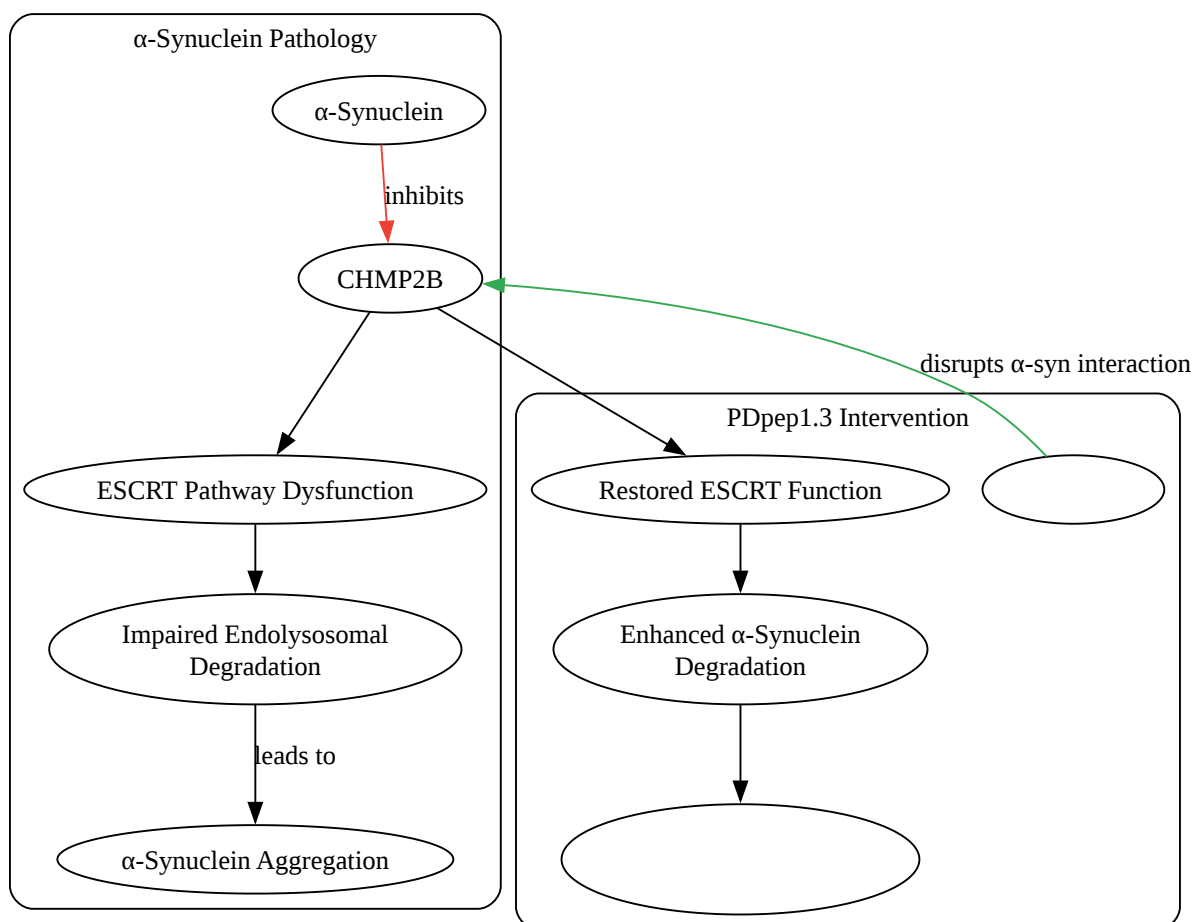 α-Synuclein Pathology
α-Synuclein
inhibits
CHMP2B
disrupts α-syn interaction
PDpep1.3 Intervention
ESCRT Pathway Dysfunction
Restored ESCRT Function
Impaired Endolysosomal
Degradation
Enhanced α-Synuclein
Degradation
leads to
α-Synuclein Aggregation